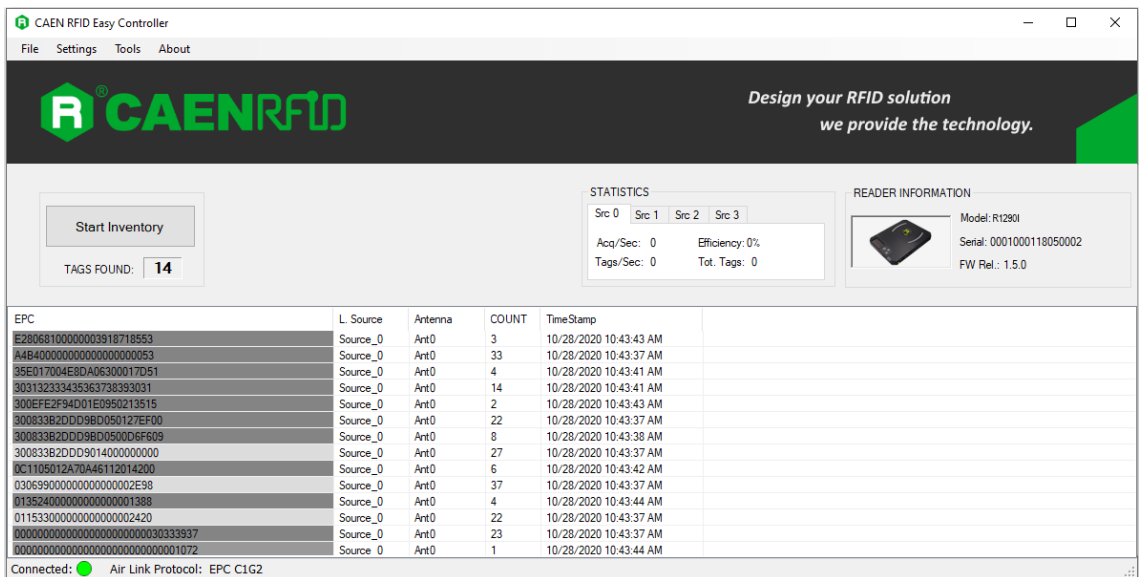 CAEN RFID Easy Controller
File Settings Tools About
R ® CAENRFID
Design your RFID solution
we provide the technology.
Start Inventory
TAGS FOUND: 14
STATISTICS
Src 0 Src 1 Src 2 Src 3
Acq/Sec: 0 Efficiency: 0%
Tags/Sec: 0 Tot. Tags: 0
READER INFORMATION
Model: R1290I
Serial: 0001000118050002
FW Rel.: 1.5.0
EPC L. Source Antenna COUNT TimeStamp
E28068100000003918718553 Source_0 Ant0 3 10/28/2020 10:43:43 AM
A4B400000000000000000053 Source_0 Ant0 33 10/28/2020 10:43:37 AM
35E017004E8DA06300017D51 Source_0 Ant0 4 10/28/2020 10:43:41 AM
303132333435363738393031 Source_0 Ant0 14 10/28/2020 10:43:41 AM
300EFE2F94D01E0950213515 Source_0 Ant0 2 10/28/2020 10:43:43 AM
300833B2DDD9BD050127EF00 Source_0 Ant0 22 10/28/2020 10:43:37 AM
300833B2DDD9BD0500D6F609 Source_0 Ant0 8 10/28/2020 10:43:38 AM
300833B2DDD9014000000000 Source_0 Ant0 27 10/28/2020 10:43:37 AM
0C1105012A70A46112014200 Source_0 Ant0 6 10/28/2020 10:43:42 AM
030699000000000000002E98 Source_0 Ant0 37 10/28/2020 10:43:37 AM
013524000000000000001388 Source_0 Ant0 4 10/28/2020 10:43:44 AM
011533000000000000002420 Source_0 Ant0 22 10/28/2020 10:43:37 AM
00000000000000000000000030333937 Source_0 Ant0 23 10/28/2020 10:43:37 AM
00000000000000000000000000001072 Source_0 Ant0 1 10/28/2020 10:43:44 AM
Connected: Air Link Protocol: EPC C1G2